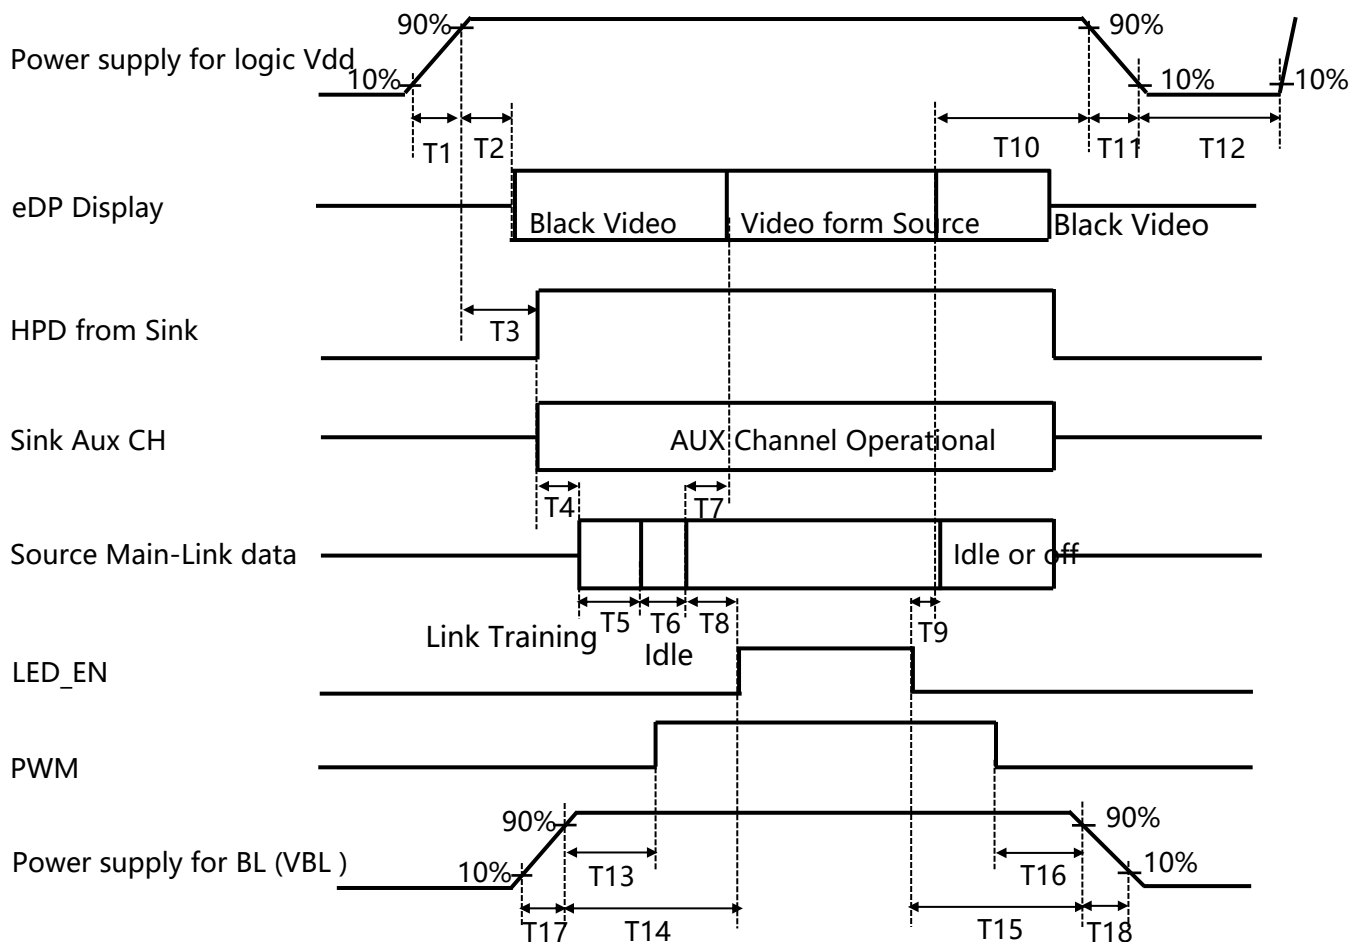 90%
90%
Power supply for logic Vdd
10%
10%
10%
T1
T2
T10
T11
T12
eDP Display
Black Video
Video form Source
Black Video
T3
HPD from Sink
Sink Aux CH
AUX Channel Operational
T4
T7
Source Main-Link data
Idle or off
T5
T6
T8
T9
Link Training
Idle
LED_EN
PWM
90%
90%
Power supply for BL (VBL )
10%
10%
T13
T16
T17
T14
T15
T18